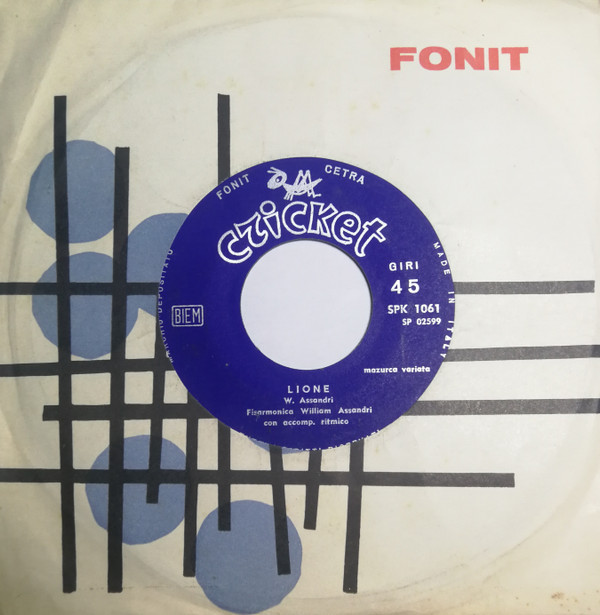 FONIT
FONIT CETRA
cricket
GIRI
45
SPK 1061
SP 02599
BIEM
MADE IN ITALY
mazurca variata
LIONE
W. Assandri
Fisarmonica William Assandri
con accomp. ritmico